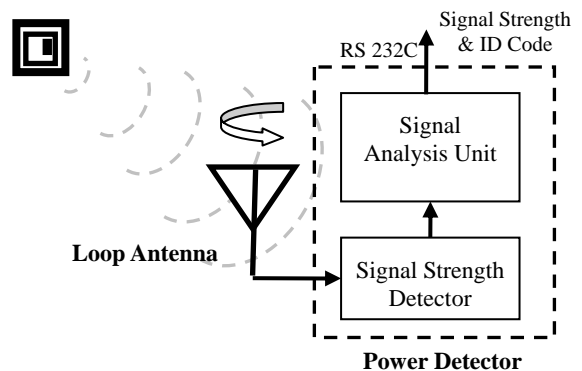 Signal Strength
& ID Code
RS 232C
Signal
Analysis Unit
Loop Antenna
Signal Strength
Detector
Power Detector